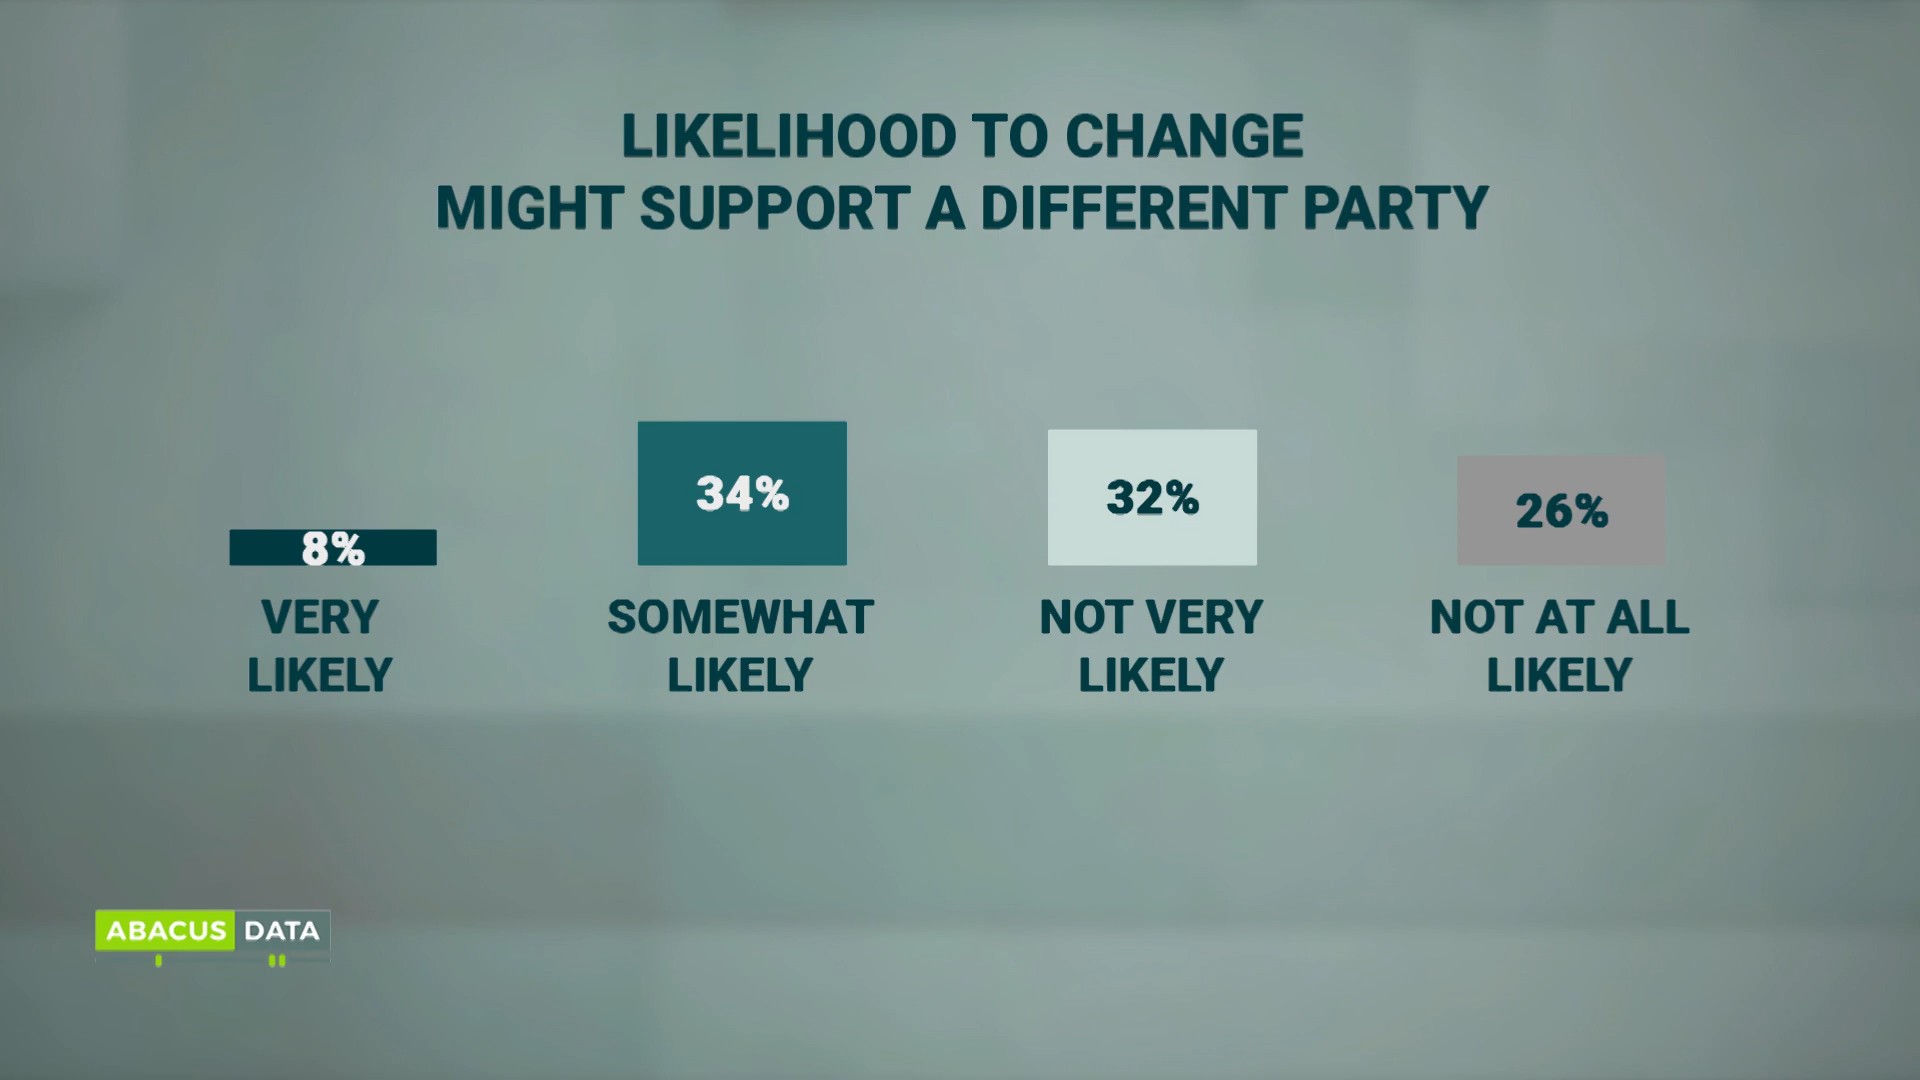 LIKELIHOOD TO CHANGE
MIGHT SUPPORT A DIFFERENT PARTY
8%
34%
32%
26%
VERY
LIKELY
SOMEWHAT
LIKELY
NOT VERY
LIKELY
NOT AT ALL
LIKELY
ABACUS DATA